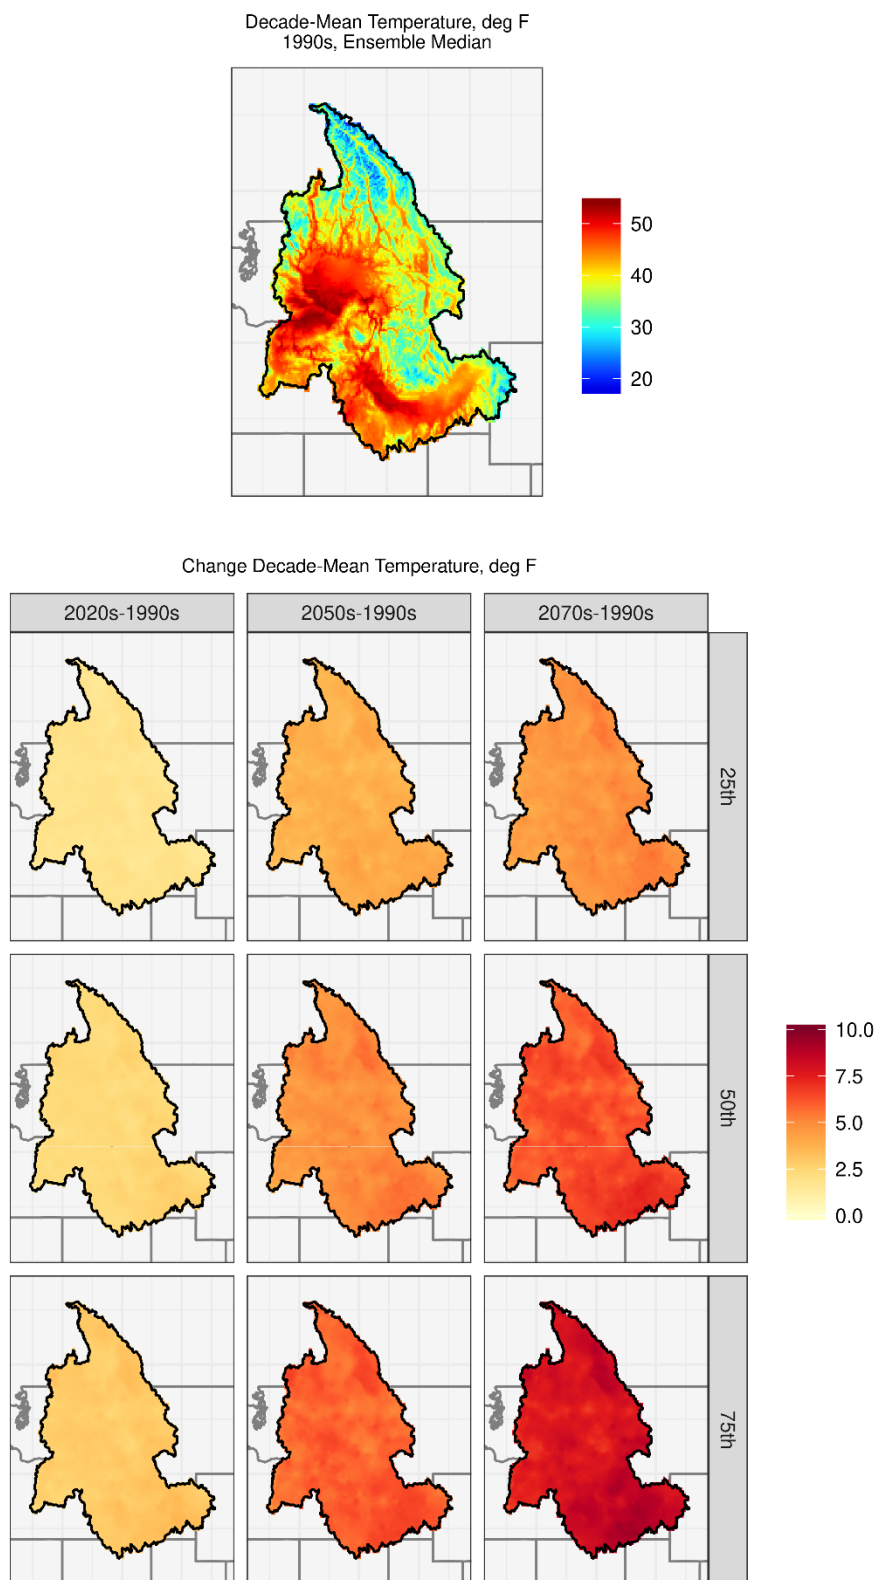 Decade-Mean Temperature, deg F
1990s, Ensemble Median
50
40
30
20
Change Decade-Mean Temperature, deg F
2020s-1990s
2050s-1990s
2070s-1990s
25th
50th
10.0
7.5
5.0
2.5
0.0
75th